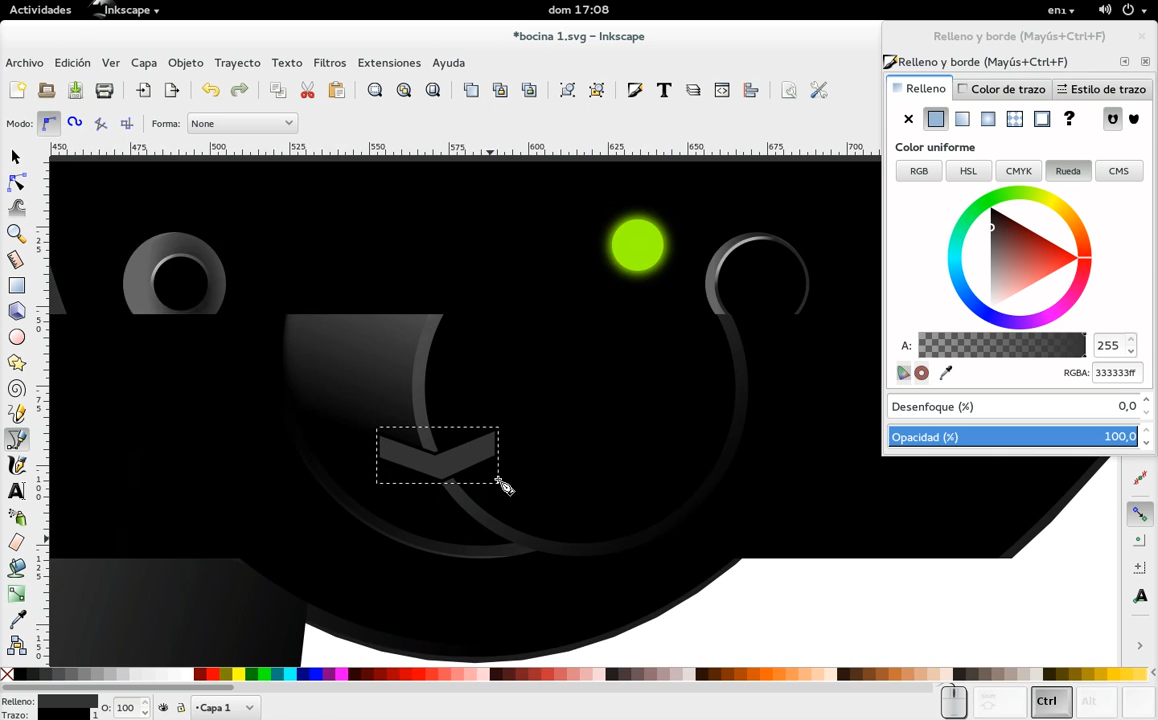 Actividades Inkscape dom 17:08 en1
*bocina 1.svg – Inkscape
Relleno y borde (Mayús+Ctrl+F)
Archivo Edición Ver Capa Objeto Trayecto Texto Filtros Extensiones Ayuda
Relleno y borde (Mayús+Ctrl+F)
Relleno Color de trazo Estilo de trazo
Modo: Forma: None
Color uniforme
450 475 500 525 550 575 600 625 650 675 700
RGB HSL CMYK Rueda CMS
A: 255
RGBA: 333333ff
Desenfoque (%) 0,0
Opacidad (%) 100,0
Relleno: O: 100 Capa 1
Trazo: 1
Ctrl Alt